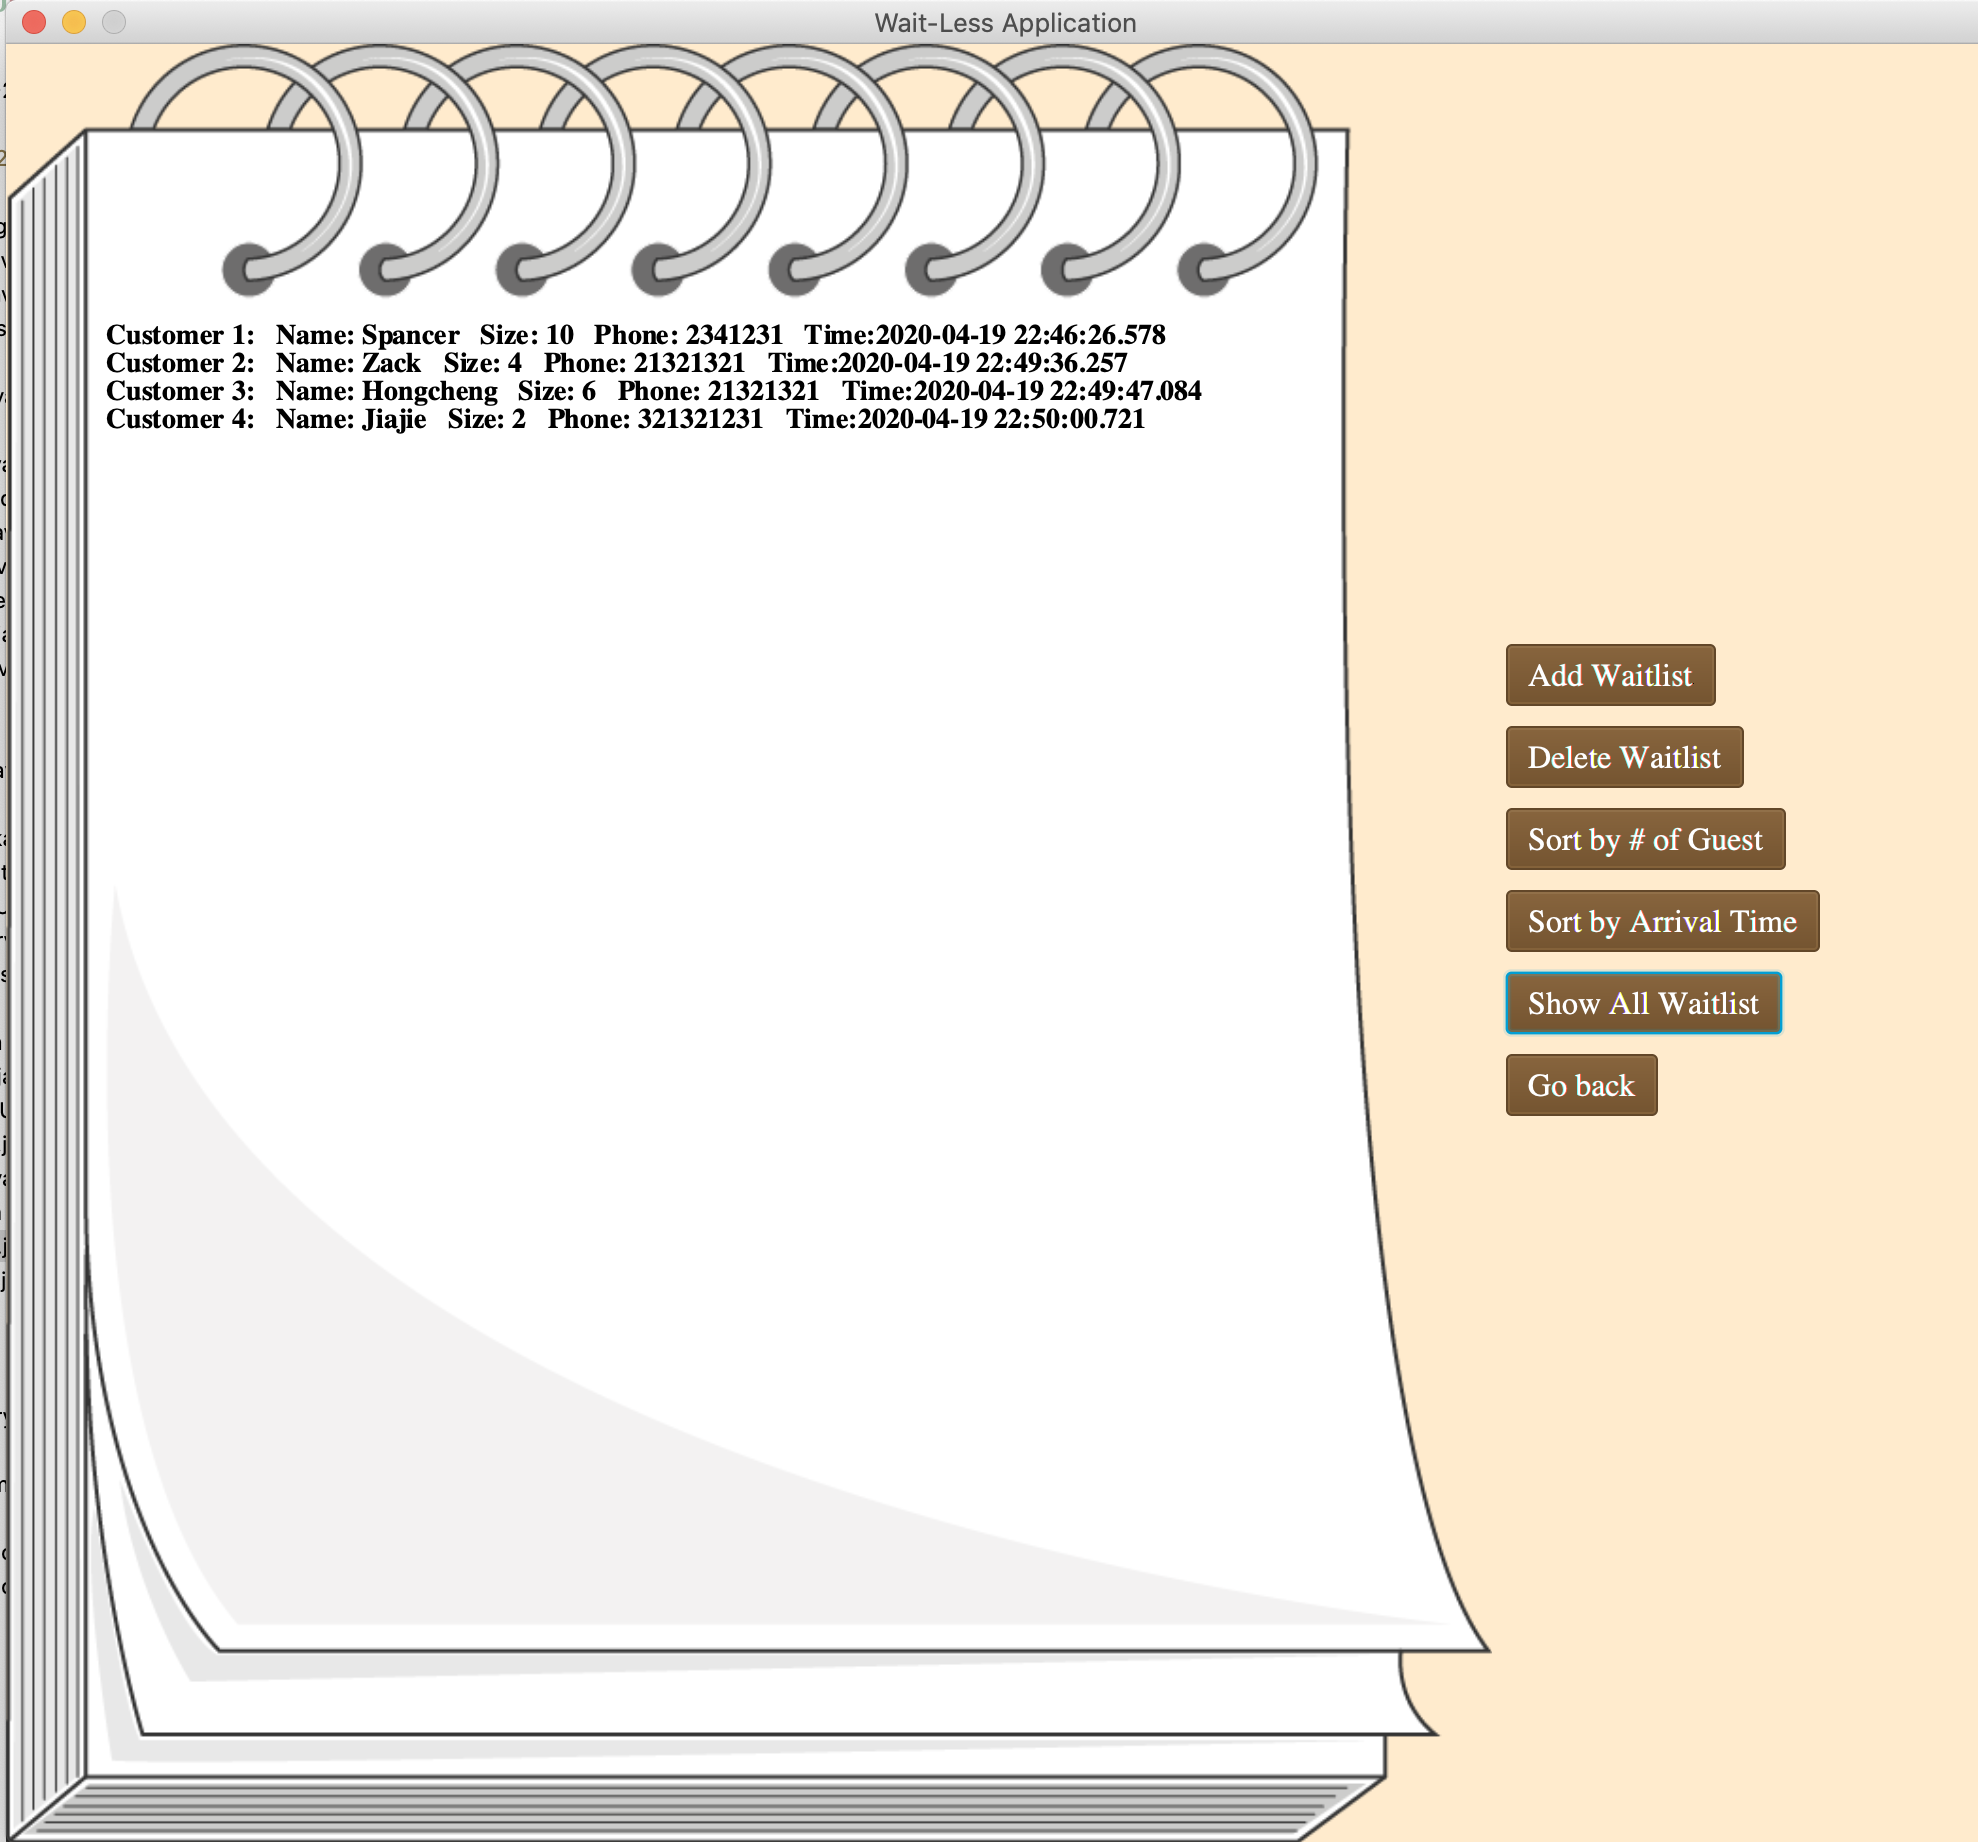 Wait-Less Application
Customer 1: Name: Spancer Size: 10 Phone: 2341231 Time:2020-04-19 22:46:26.578
Customer 2: Name: Zack Size: 4 Phone: 21321321 Time:2020-04-19 22:49:36.257
Customer 3: Name: Hongcheng Size: 6 Phone: 21321321 Time:2020-04-19 22:49:47.084
Customer 4: Name: Jiajie Size: 2 Phone: 321321231 Time:2020-04-19 22:50:00.721
Add Waitlist
Delete Waitlist
Sort by # of Guest
Sort by Arrival Time
Show All Waitlist
Go back